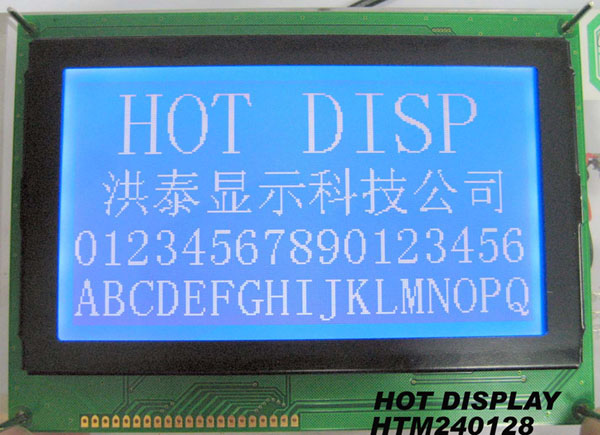 HOT DISP
洪泰显示科技公司
01234567890123456
ABCDEFGHIJKLMNOPQ
HOT DISPLAY
HTM240128